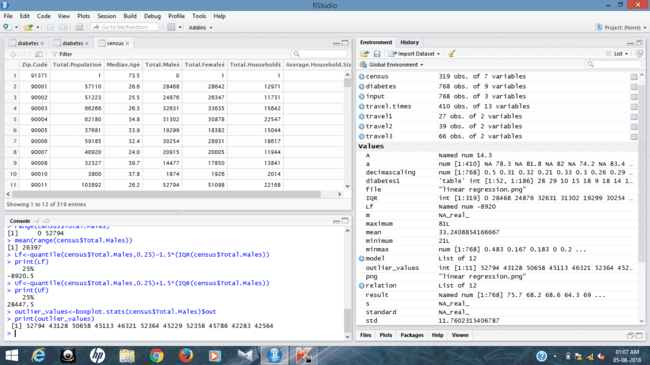 RStudio
File Edit Code View Plots Session Build Debug Profile Tools Help
Go to file/function
Addins
Project: (None)
diabetes
diabetes
census
Filter
Zip.Code Total.Population Median.Age Total.Males Total.Females Total.Households Average.Household.Siz
1 91371 1 73.5 0 1 1
2 90001 57110 26.6 28468 28642 12971
3 90002 51223 25.5 24876 26347 11731
4 90003 66266 26.3 32631 33635 15642
5 90004 62180 34.8 31302 30878 22547
6 90005 37681 33.9 19299 18382 15044
7 90006 59185 32.4 30254 28931 18617
8 90007 40920 24.0 20915 20005 11944
9 90008 32327 39.7 14477 17850 13841
10 90010 3800 37.8 1874 1926 2014
11 90011 103892 26.2 52794 51098 22168
Showing 1 to 12 of 319 entries
Console ~/
> range(census$Total.Males)
[1] 0 52794
> mean(range(census$Total.Males))
[1] 26397
> Lf<-quantile(census$Total.Males,0.25)-1.5*(IQR(census$Total.Males))
> print(Lf)
25%
-8920.5
> Uf<-quantile(census$Total.Males,0.25)+1.5*(IQR(census$Total.Males))
> print(Uf)
25%
28447.5
> outlier_values<-boxplot.stats(census$Total.Males)$out
> print(outlier_values)
[1] 52794 43128 50658 45113 46321 52364 45229 52358 45786 42283 42564
>
Environment
History
Import Dataset
List
Global Environment
census 319 obs. of 7 variables
diabetes 768 obs. of 9 variables
input 768 obs. of 3 variables
travel.times 410 obs. of 13 variables
travel1 27 obs. of 2 variables
travel2 39 obs. of 2 variables
travel3 66 obs. of 2 variables
Values
A Named num 14.3
a num [1:410] NA 78.3 NA 81.8 NA 82 NA 74.2 NA 83.4 ...
decimascaling num [1:768] 0.5 0.31 0.32 0.21 0.33 0.3 0.26 0.29 ...
diabetes1 'table' int [1:52, 1:186] 28 29 10 15 18 9 18 14 1...
file "linear regression.png"
IQR int [1:319] 0 28468 24876 32631 31302 19299 30254 ...
Lf Named num -8920
m NA_real_
maximum 81L
mean 33.2408854166667
minimum 21L
minmax num [1:768] 0.483 0.167 0.183 0 0.2 ...
model List of 12
outlier_values int [1:11] 52794 43128 50658 45113 46321 52364 452...
png "linear regression.png"
relation List of 12
result Named num [1:768] 75.7 68.2 68.6 64.3 69 ...
s NA_real_
standard NA_real_
std 11.7602315406787
Files Plots Packages Help Viewer
01:07 AM
05-08-2018